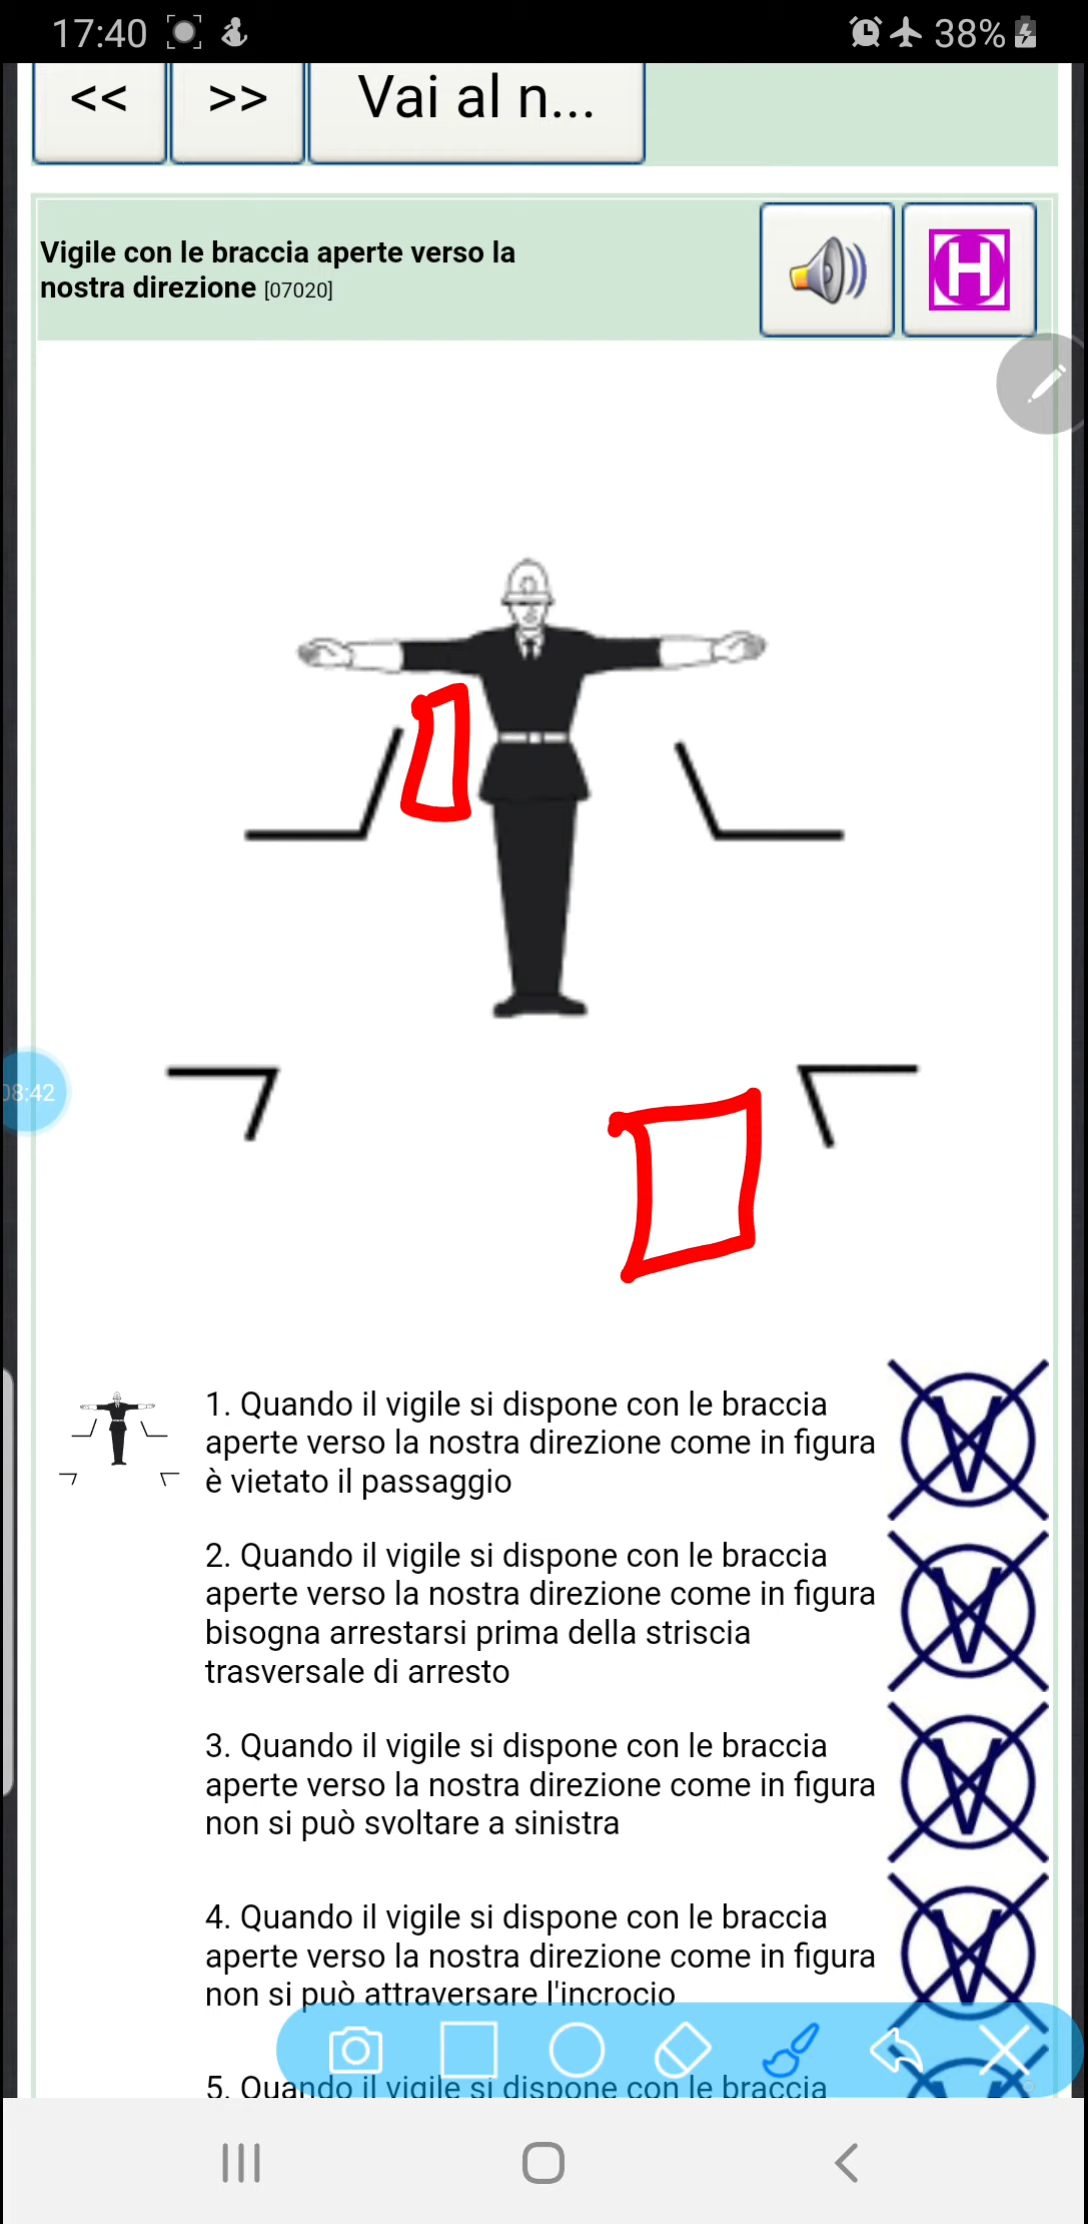 17:40
38%
<<
>>
Vai al n...
Vigile con le braccia aperte verso la
nostra direzione [07020]
H
08:42
1. Quando il vigile si dispone con le braccia
aperte verso la nostra direzione come in figura
è vietato il passaggio
V
2. Quando il vigile si dispone con le braccia
aperte verso la nostra direzione come in figura
bisogna arrestarsi prima della striscia
trasversale di arresto
V
3. Quando il vigile si dispone con le braccia
aperte verso la nostra direzione come in figura
non si può svoltare a sinistra
V
4. Quando il vigile si dispone con le braccia
aperte verso la nostra direzione come in figura
non si può attraversare l'incrocio
V
5. Quando il vigile si dispone con le braccia